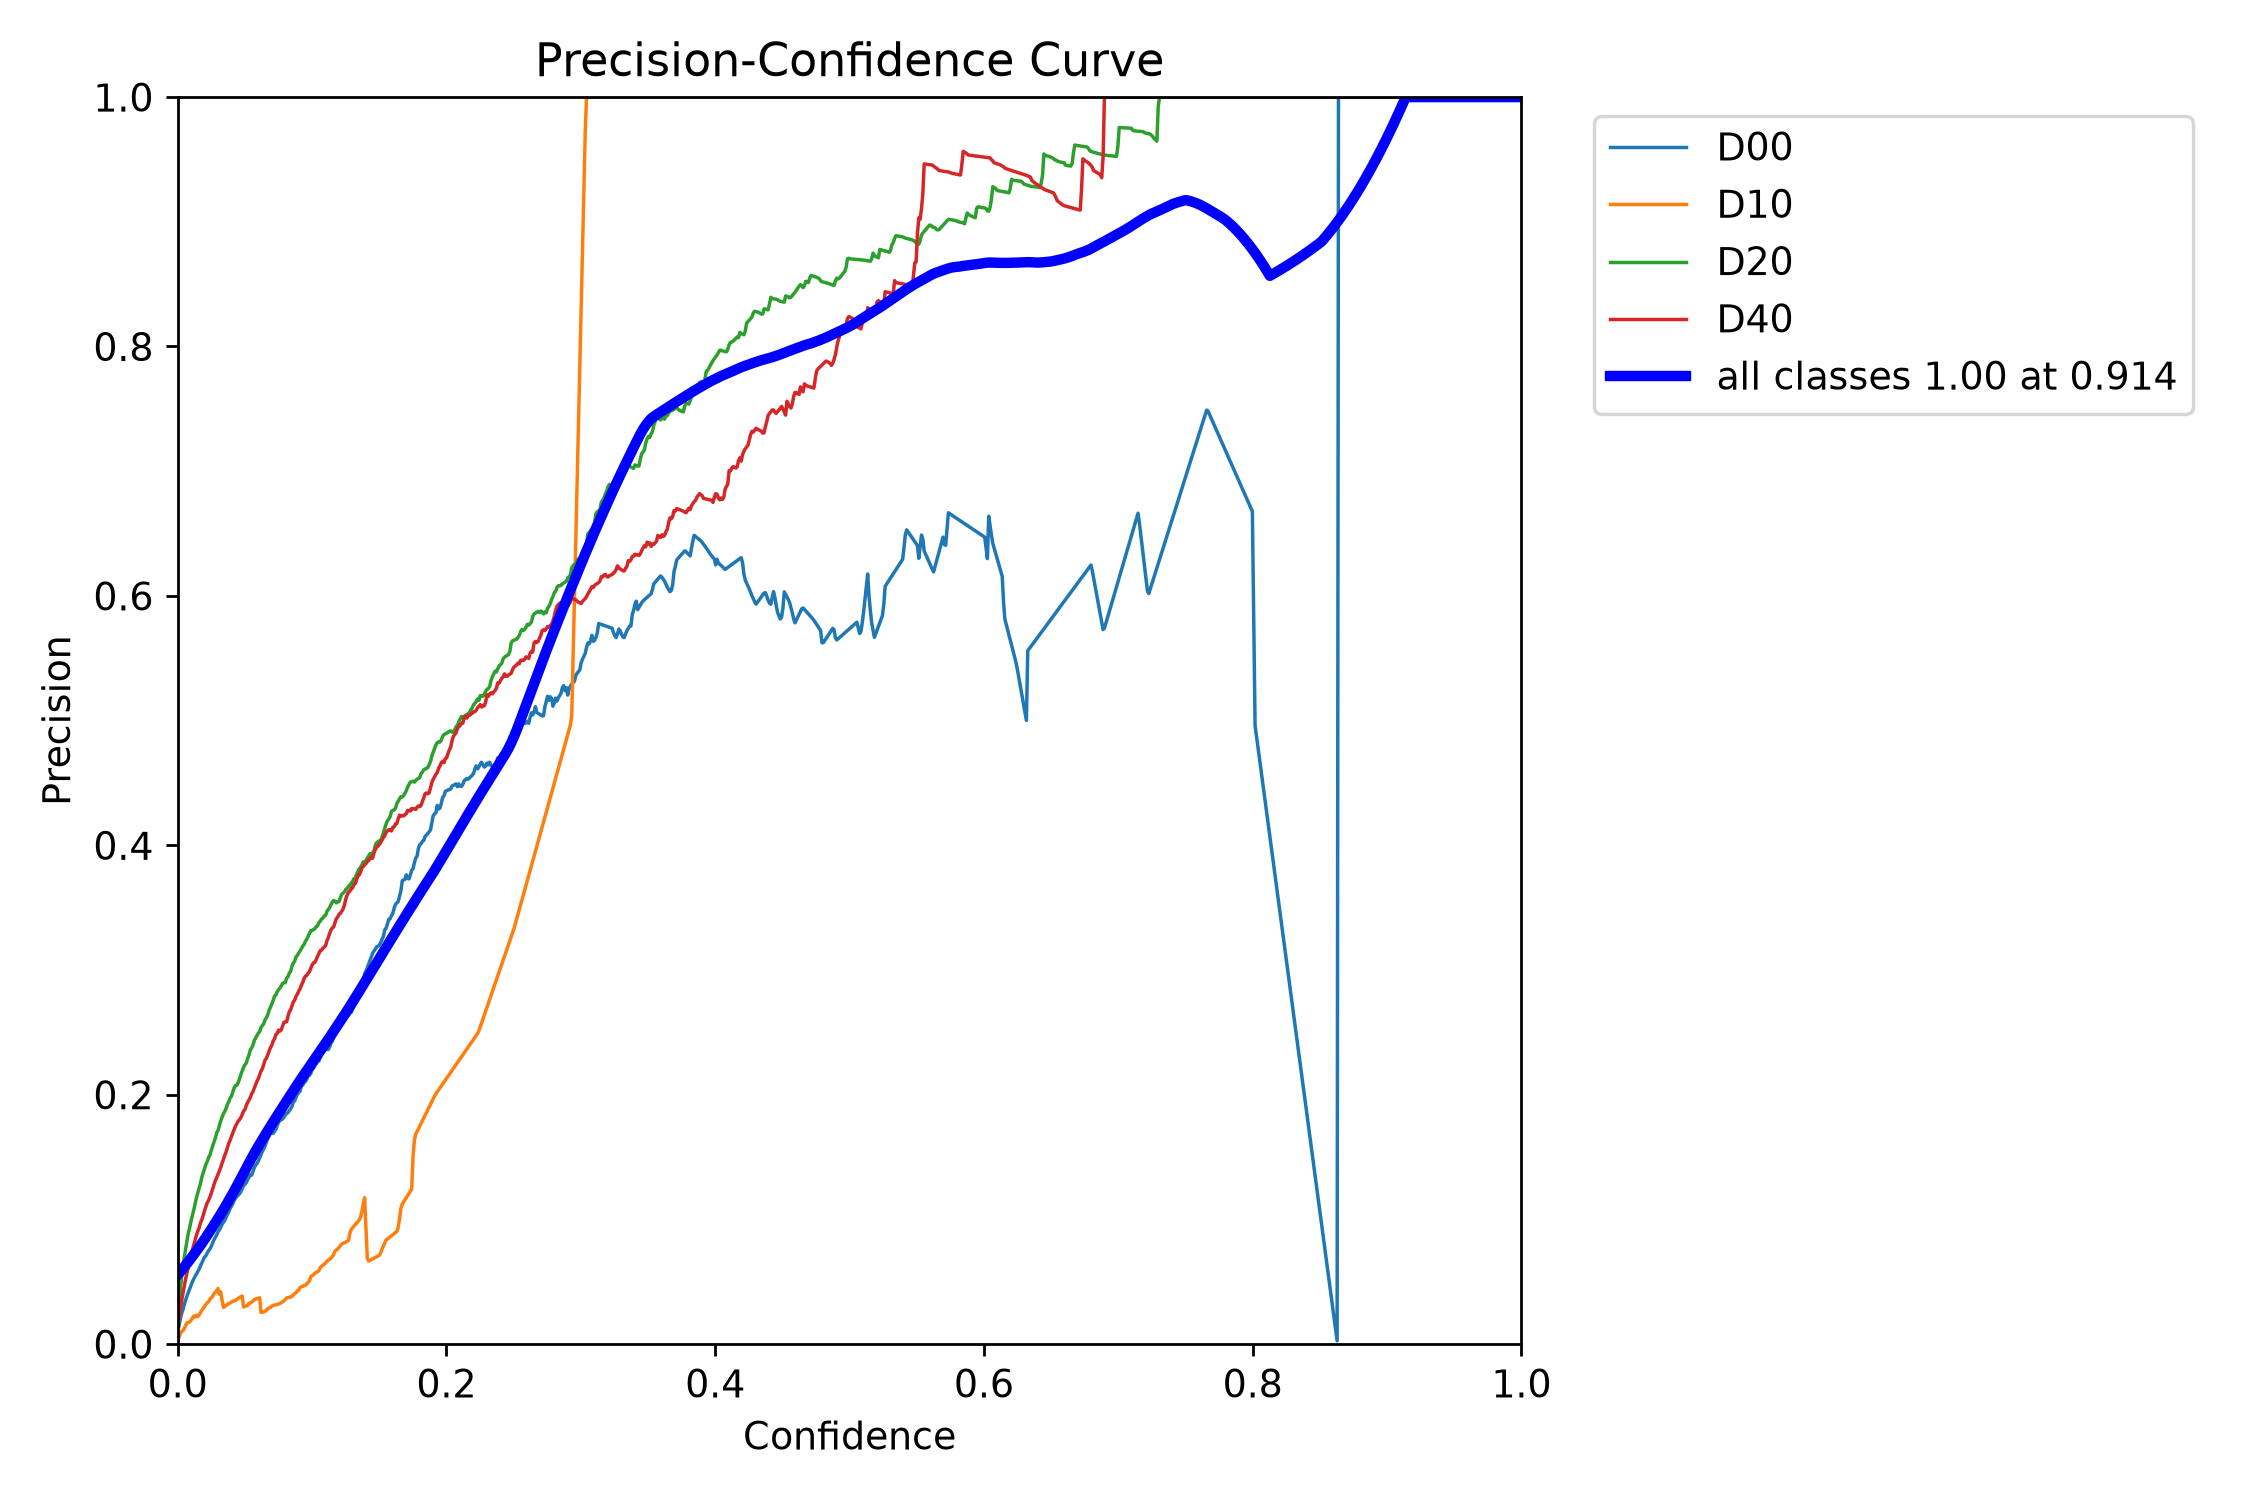 Precision-Confidence Curve
1.0
0.8
0.6
0.4
0.2
0.0
Precision
0.0 0.2 0.4 0.6 0.8 1.0
Confidence
D00
D10
D20
D40
all classes 1.00 at 0.914